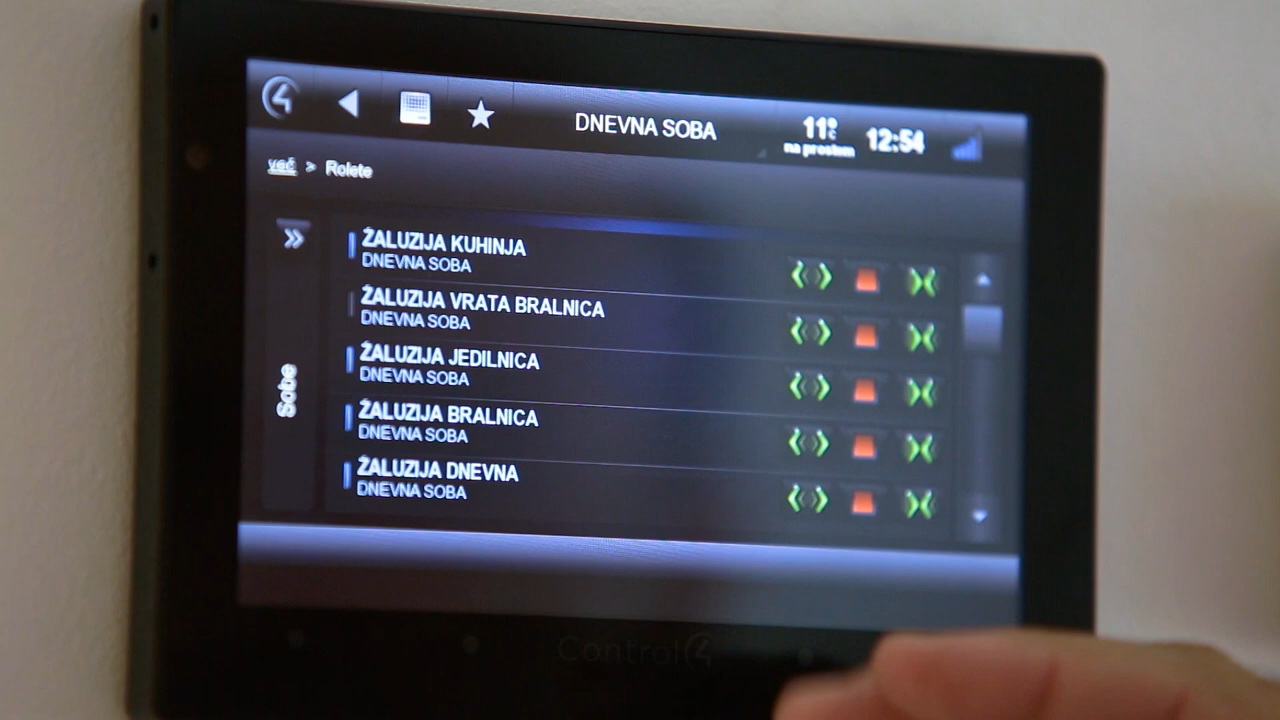 DNEVNA SOBA
11°C
na prostem
12:54
več > Rolete
ŽALUZIJA KUHINJA
DNEVNA SOBA
ŽALUZIJA VRATA BRALNICA
DNEVNA SOBA
ŽALUZIJA JEDILNICA
DNEVNA SOBA
ŽALUZIJA BRALNICA
DNEVNA SOBA
ŽALUZIJA DNEVNA
DNEVNA SOBA
Sobe
Control4